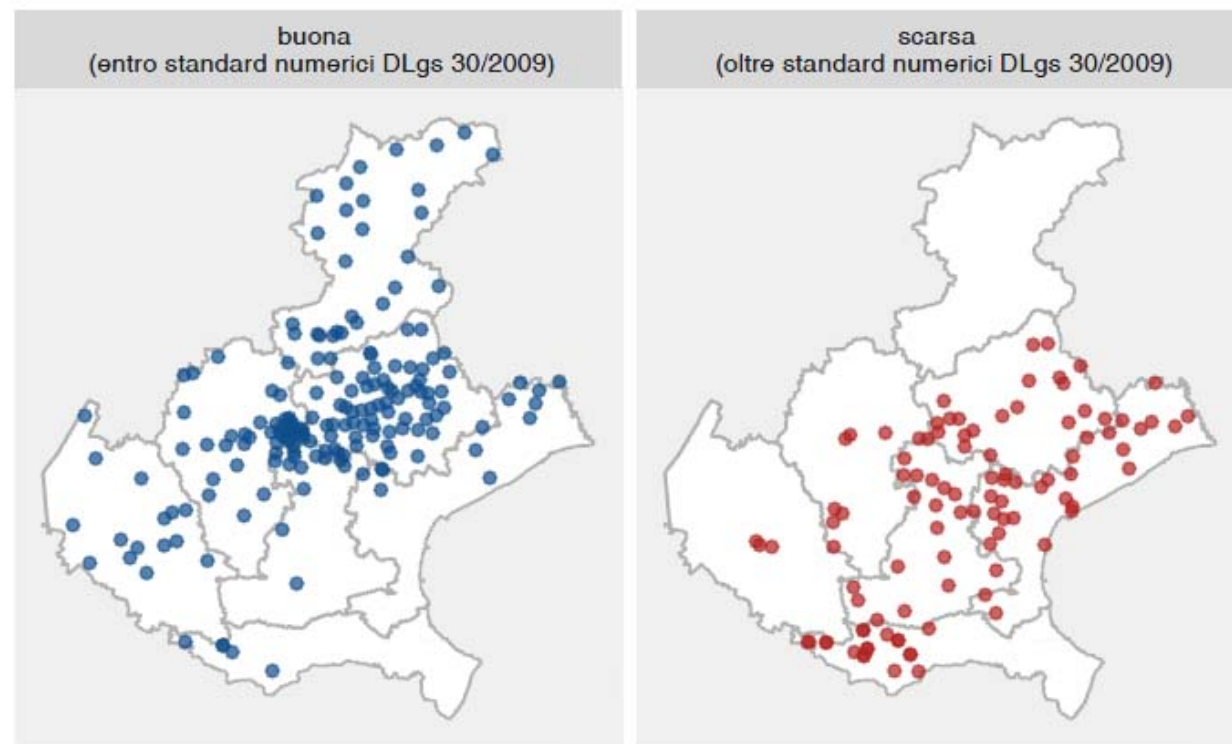 buona
(entro standard numerici DLgs 30/2009)
scarsa
(oltre standard numerici DLgs 30/2009)